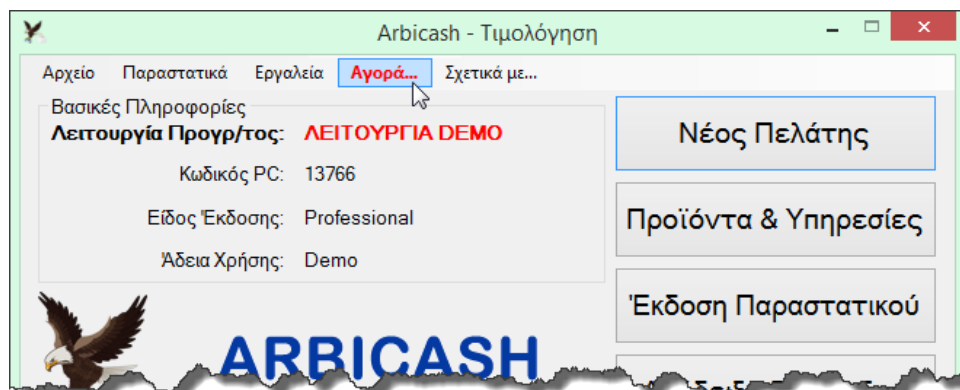 Arbicash - Τιμολόγηση
Αρχείο Παραστατικά Εργαλεία Αγορά... Σχετικά με...
Βασικές Πληροφορίες
Λειτουργία Προγρ/τος: ΛΕΙΤΟΥΡΓΙΑ DEMO
Κωδικός PC: 13766
Είδος Έκδοσης: Professional
Άδεια Χρήσης: Demo
Νέος Πελάτης
Προϊόντα & Υπηρεσίες
Έκδοση Παραστατικού
ARBICASH